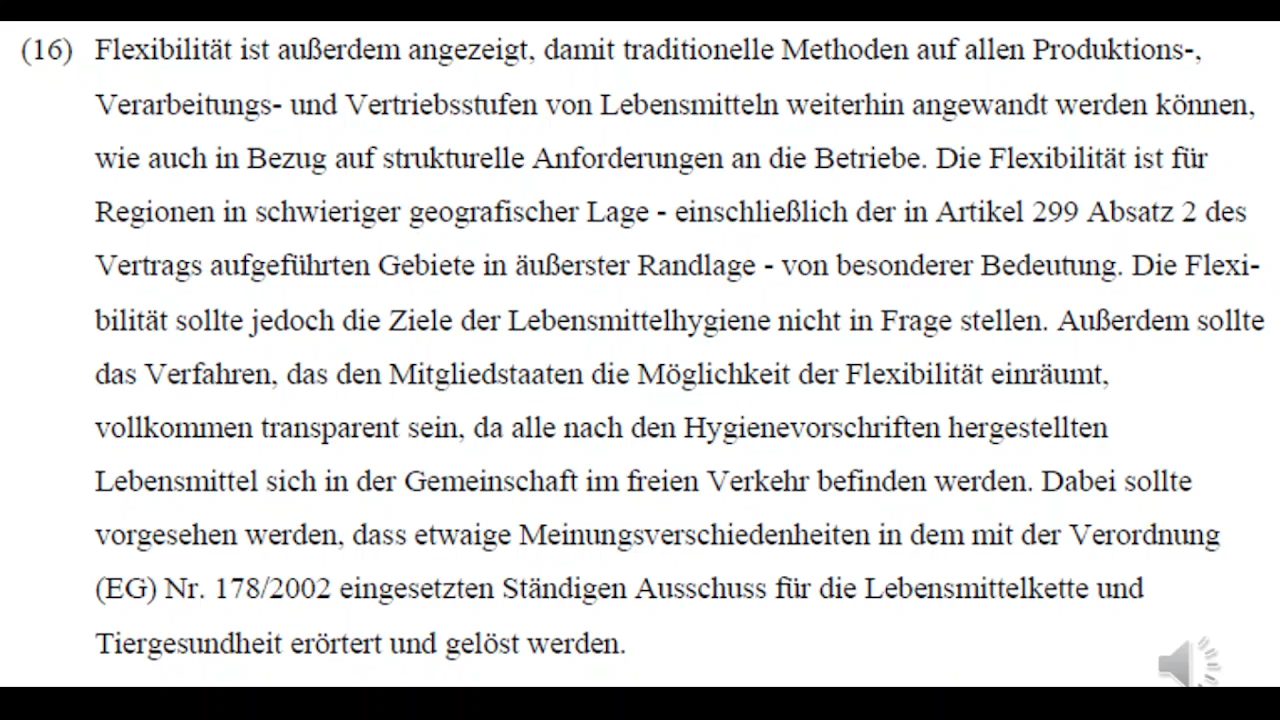 (16) Flexibilität ist außerdem angezeigt, damit traditionelle Methoden auf allen Produktions-,
Verarbeitungs- und Vertriebsstufen von Lebensmitteln weiterhin angewandt werden können,
wie auch in Bezug auf strukturelle Anforderungen an die Betriebe. Die Flexibilität ist für
Regionen in schwieriger geografischer Lage - einschließlich der in Artikel 299 Absatz 2 des
Vertrags aufgeführten Gebiete in äußerster Randlage - von besonderer Bedeutung. Die Flexi-
bilität sollte jedoch die Ziele der Lebensmittelhygiene nicht in Frage stellen. Außerdem sollte
das Verfahren, das den Mitgliedstaaten die Möglichkeit der Flexibilität einräumt,
vollkommen transparent sein, da alle nach den Hygienevorschriften hergestellten
Lebensmittel sich in der Gemeinschaft im freien Verkehr befinden werden. Dabei sollte
vorgesehen werden, dass etwaige Meinungsverschiedenheiten in dem mit der Verordnung
(EG) Nr. 178/2002 eingesetzten Ständigen Ausschuss für die Lebensmittelkette und
Tiergesundheit erörtert und gelöst werden.